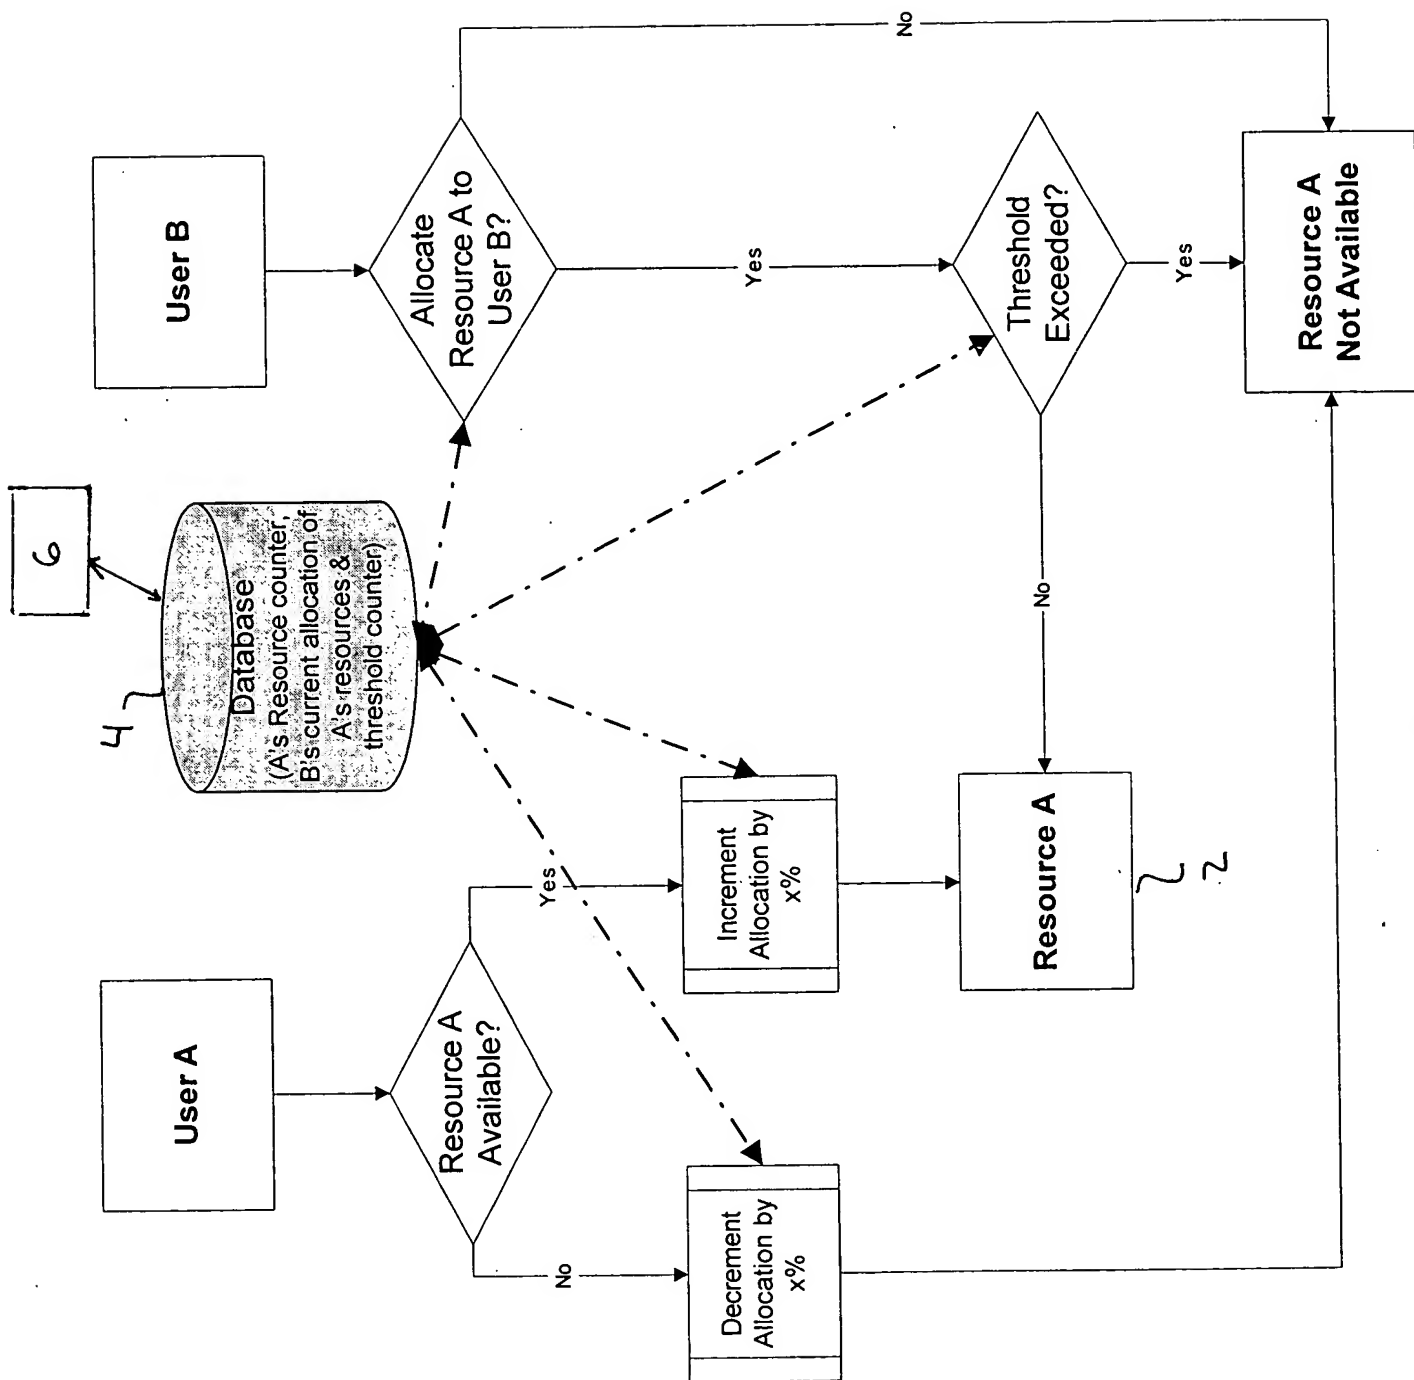 User A
Resource A
Available?
No
Yes
Decrement
Allocation by
x%
Increment
Allocation by
x%
Resource A
2
4
6
Database
(A's Resource counter,
B's current allocation of
A's resources &
threshold counter)
User B
Allocate
Resource A to
User B?
No
Yes
Threshold
Exceeded?
No
Yes
Resource A
Not Available